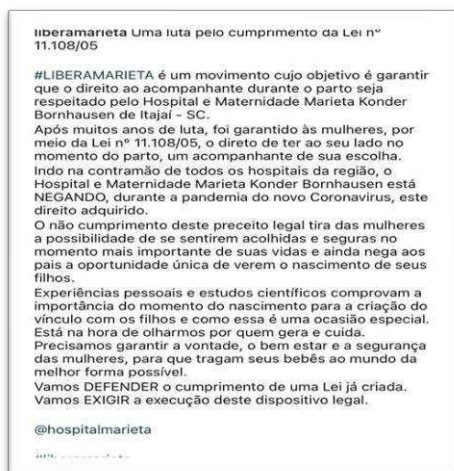 liberamarieta Uma luta pelo cumprimento da Lei nº
11.108/05
#LIBERAMARIETA é um movimento cujo objetivo é garantir
que o direito ao acompanhante durante o parto seja
respeitado pelo Hospital e Maternidade Marieta Konder
Bornhausen de Itajaí - SC.
Após muitos anos de luta, foi garantido às mulheres, por
meio da Lei nº 11.108/05, o direto de ter ao seu lado no
momento do parto, um acompanhante de sua escolha.
Indo na contramão de todos os hospitais da região, o
Hospital e Maternidade Marieta Konder Bornhausen está
NEGANDO, durante a pandemia do novo Coronavirus, este
direito adquirido.
O não cumprimento deste preceito legal tira das mulheres
a possibilidade de se sentirem acolhidas e seguras no
momento mais importante de suas vidas e ainda nega aos
pais a oportunidade única de verem o nascimento de seus
filhos.
Experiências pessoais e estudos científicos comprovam a
importância do momento do nascimento para a criação do
vínculo com os filhos e como essa é uma ocasião especial.
Está na hora de olharmos por quem gera e cuida.
Precisamos garantir a vontade, o bem estar e a segurança
das mulheres, para que tragam seus bebês ao mundo da
melhor forma possível.
Vamos DEFENDER o cumprimento de uma Lei já criada.
Vamos EXIGIR a execução deste dispositivo legal.
@hospitalmarieta